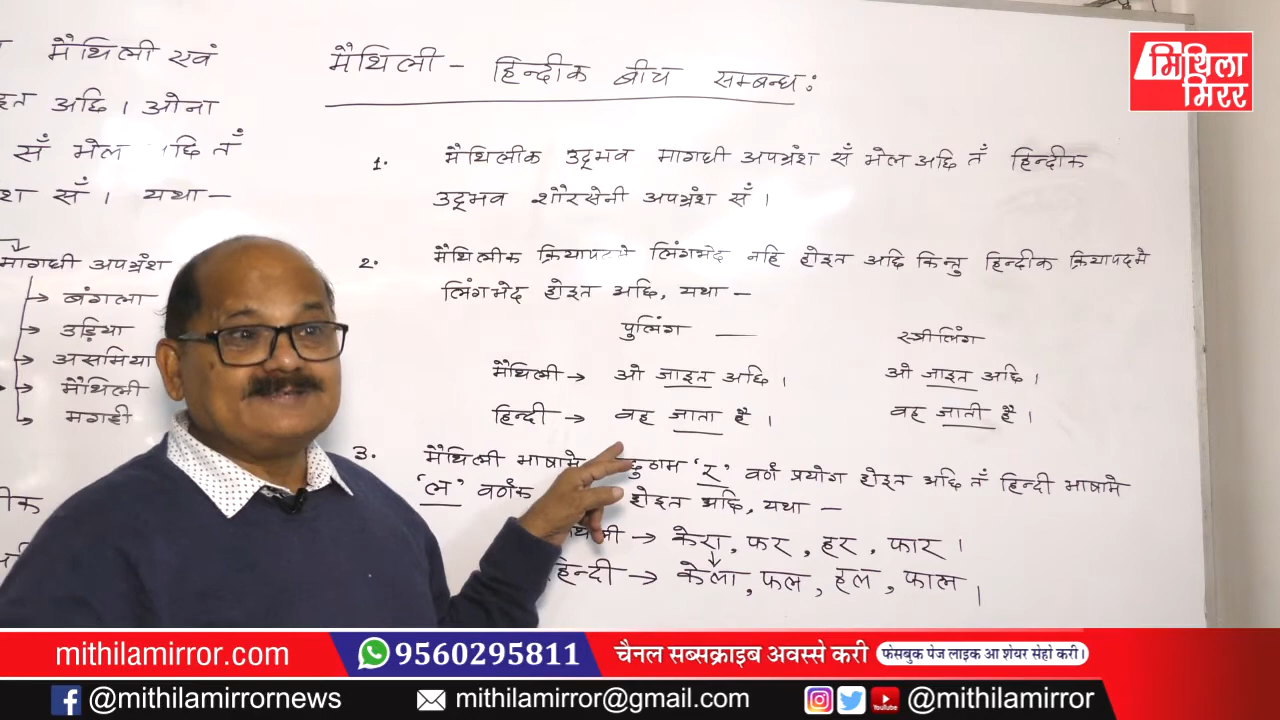 मैथिली एवं
अछि । ओना
सँ मेल छि तँ
सँ । यथा —
मागधी अपभ्रंश
→ बंगला
→ उड़िया
→ असमिया
→ मैथिली
मगही
मैथिली – हिन्दीक बीच सम्बन्ध :
1. मैथिलीक उद्भव मागधी अपभ्रंश सँ मेल अछि तँ हिन्दीक
उद्भव शौरसेनी अपभ्रंश सँ ।
२. मैथिलीक क्रियापदमे लिंगभेद नहि होइत अछि किन्तु हिन्दीक क्रियापदमे
लिंगभेद होइत अछि, यथा —
पुलिंग — स्त्रीलिंग
मैथिली → ओ जाइत अछि । ओ जाइत अछि ।
हिन्दी → वह जाता है । वह जाती है ।
३. मैथिली भाषामे ठाम 'र' वर्ण प्रयोग होइत अछि तँ हिन्दी भाषामे
'ल' वर्णक होइत अछि, यथा —
थिली → केरा, फर, हर, फार ।
हिन्दी → केला, फल, हल, फाल ।
मिथिला
मिरर
mithilamirror.com 9560295811 चैनल सब्सक्राइब अवस्से करी फेसबुक पेज लाइक आ शेयर सेहो करी।
@mithilamirrornews mithilamirror@gmail.com YouTube @mithilamirror